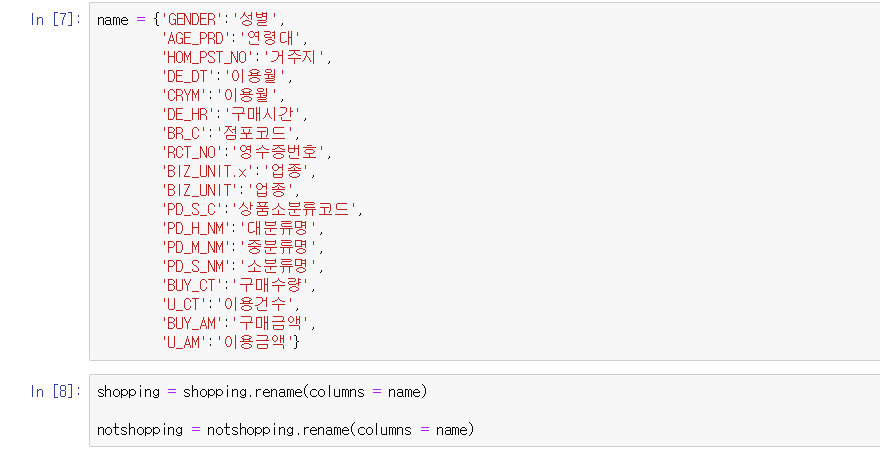 In [7]: name = {'GENDER':'성별',
'AGE_PRD':'연령대',
'HOM_PST_NO':'거주지',
'DE_DT':'이용월',
'CRYM':'이용월',
'DE_HR':'구매시간',
'BR_C':'점포코드',
'RCT_NO':'영수증번호',
'BIZ_UNIT.x':'업종',
'BIZ_UNIT':'업종',
'PD_S_C':'상품소분류코드',
'PD_H_NM':'대분류명',
'PD_M_NM':'중분류명',
'PD_S_NM':'소분류명',
'BUY_CT':'구매수량',
'U_CT':'이용건수',
'BUY_AM':'구매금액',
'U_AM':'이용금액'}
In [8]: shopping = shopping.rename(columns = name)
notshopping = notshopping.rename(columns = name)